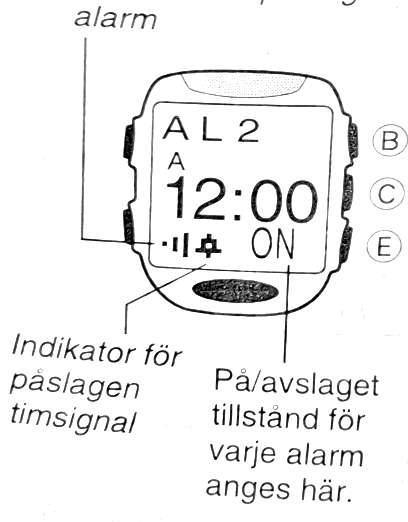 alarm
AL 2
A
12:00
ON
B
C
E
Indikator för
påslagen
timsignal
På/avslaget
tillstånd för
varje alarm
anges här.